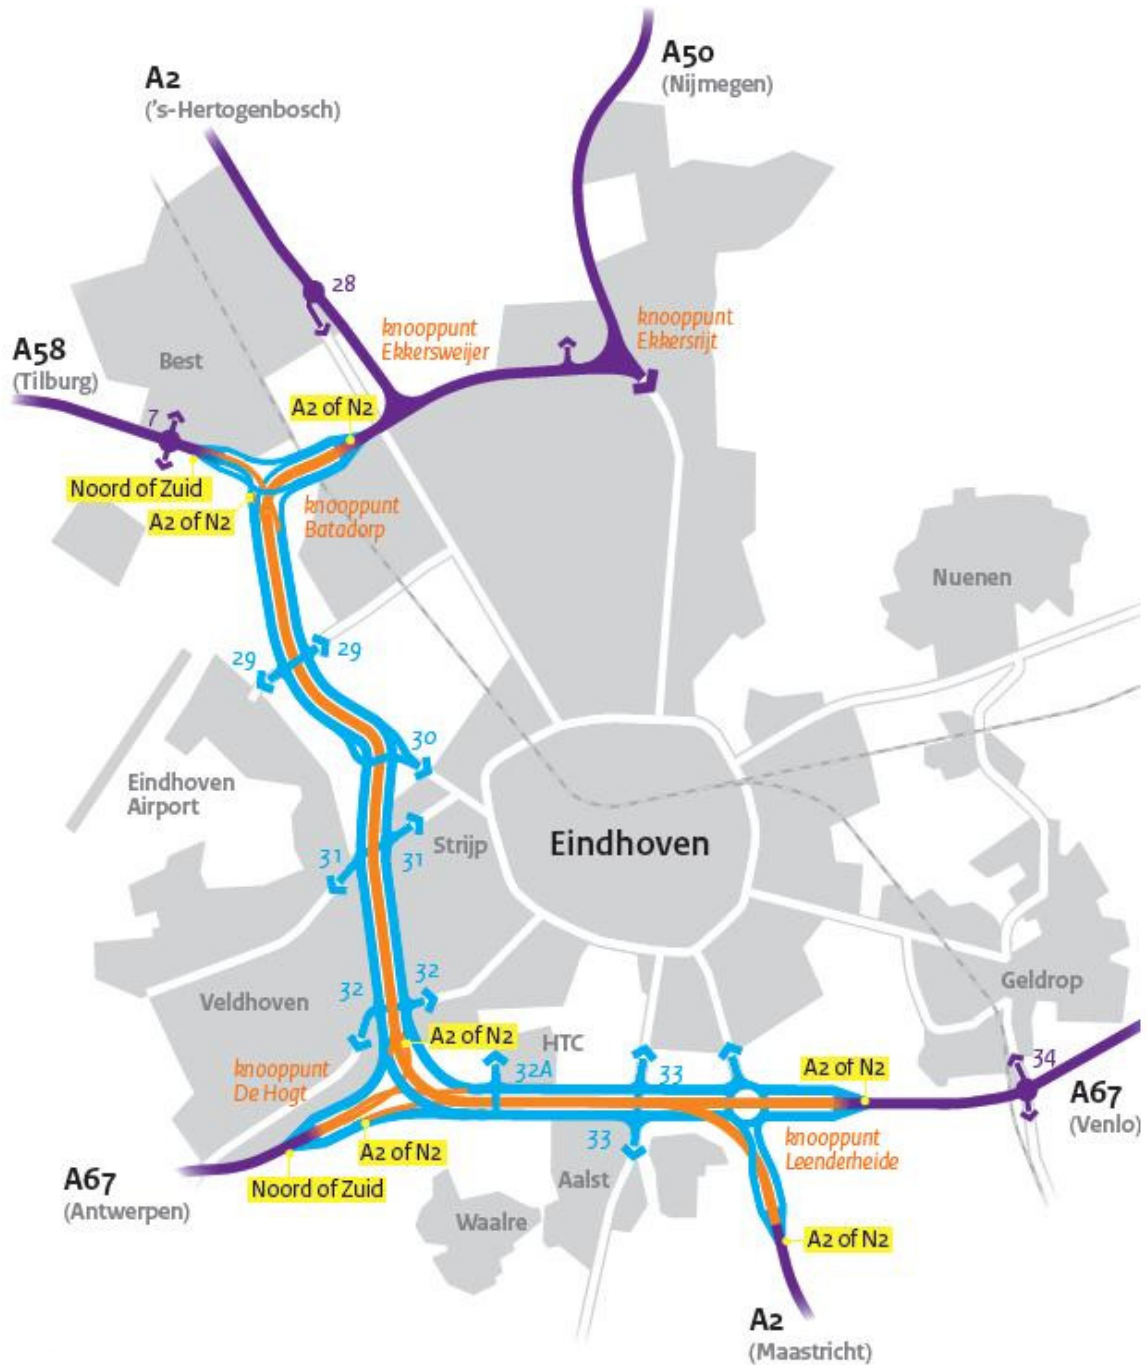 A50
(Nijmegen)
A2
('s-Hertogenbosch)
28
knooppunt
Ekkersweijer
knooppunt
Ekkersrijt
A58
(Tilburg)
Best
7
A2 of N2
Noord of Zuid
A2 of N2
knooppunt
Batadorp
Nuenen
29
29
30
Eindhoven
Airport
Strijp
Eindhoven
31
31
32
32
Veldhoven
Geldrop
A2 of N2
HTC
knooppunt
De Hogt
32A
33
A2 of N2
34
A67
(Venlo)
33
A2 of N2
knooppunt
Leenderheide
A67
(Antwerpen)
Noord of Zuid
Aalst
Waalre
A2 of N2
A2
(Maastricht)